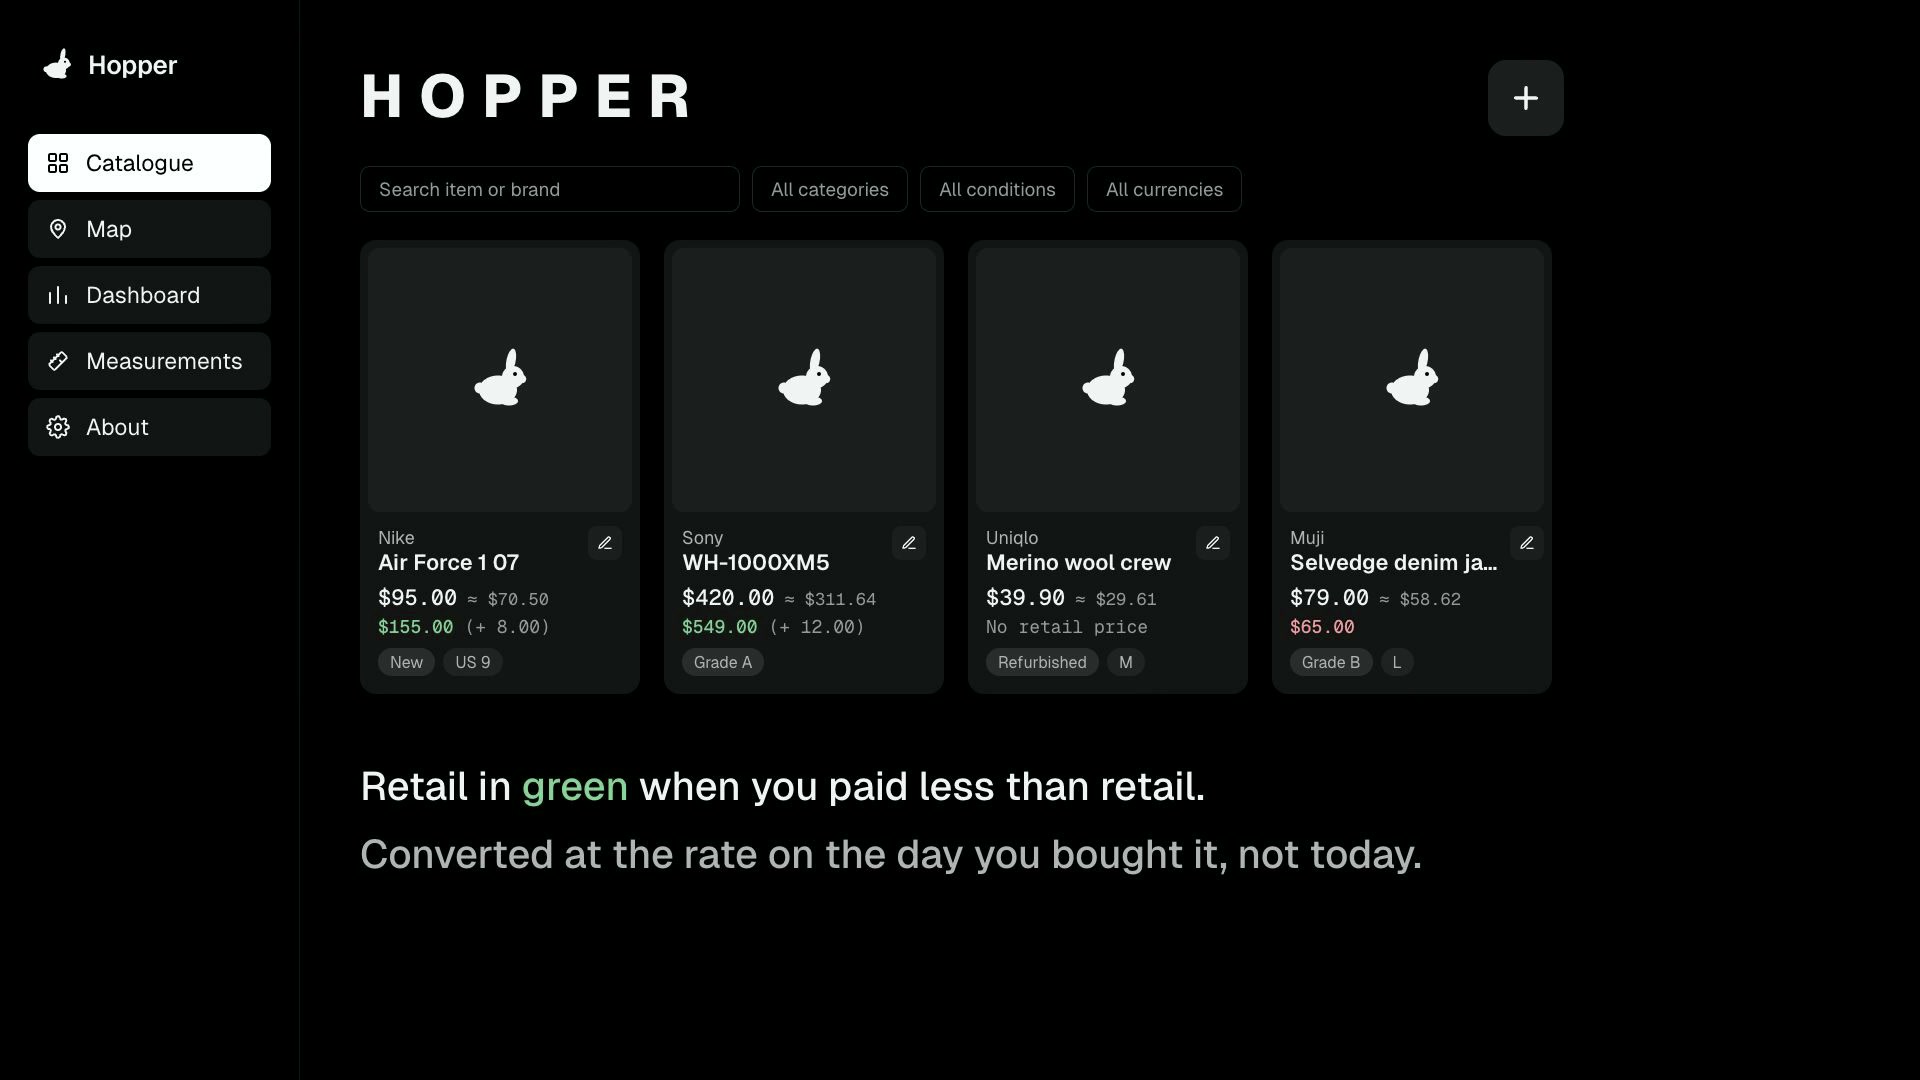 Hopper
Catalogue
Map
Dashboard
Measurements
About
HOPPER
Search item or brand
All categories
All conditions
All currencies
Nike
Air Force 1 07
$95.00 ≈ $70.50
$155.00 (+ 8.00)
New US 9
Sony
WH-1000XM5
$420.00 ≈ $311.64
$549.00 (+ 12.00)
Grade A
Uniqlo
Merino wool crew
$39.90 ≈ $29.61
No retail price
Refurbished M
Muji
Selvedge denim ja...
$79.00 ≈ $58.62
$65.00
Grade B L
Retail in green when you paid less than retail.
Converted at the rate on the day you bought it, not today.